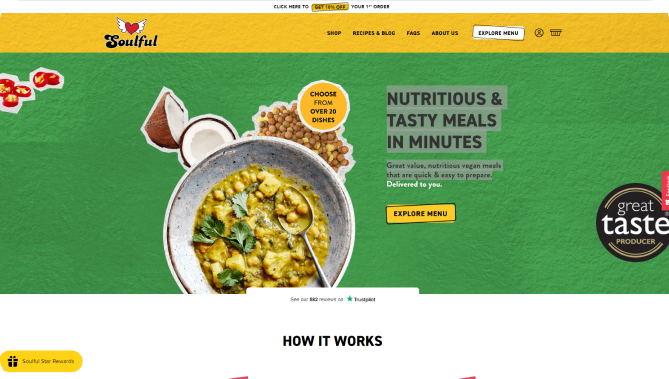 CLICK HERE TO GET 10% OFF YOUR 1ST ORDER
Soulful
SHOP RECIPES & BLOG FAQS ABOUT US EXPLORE MENU
CHOOSE
FROM
OVER 20
DISHES
NUTRITIOUS &
TASTY MEALS
IN MINUTES
Great value, nutritious vegan meals
that are quick & easy to prepare.
Delivered to you.
EXPLORE MENU
great
taste
PRODUCER
See our 582 reviews on Trustpilot
HOW IT WORKS
Soulful Star Rewards